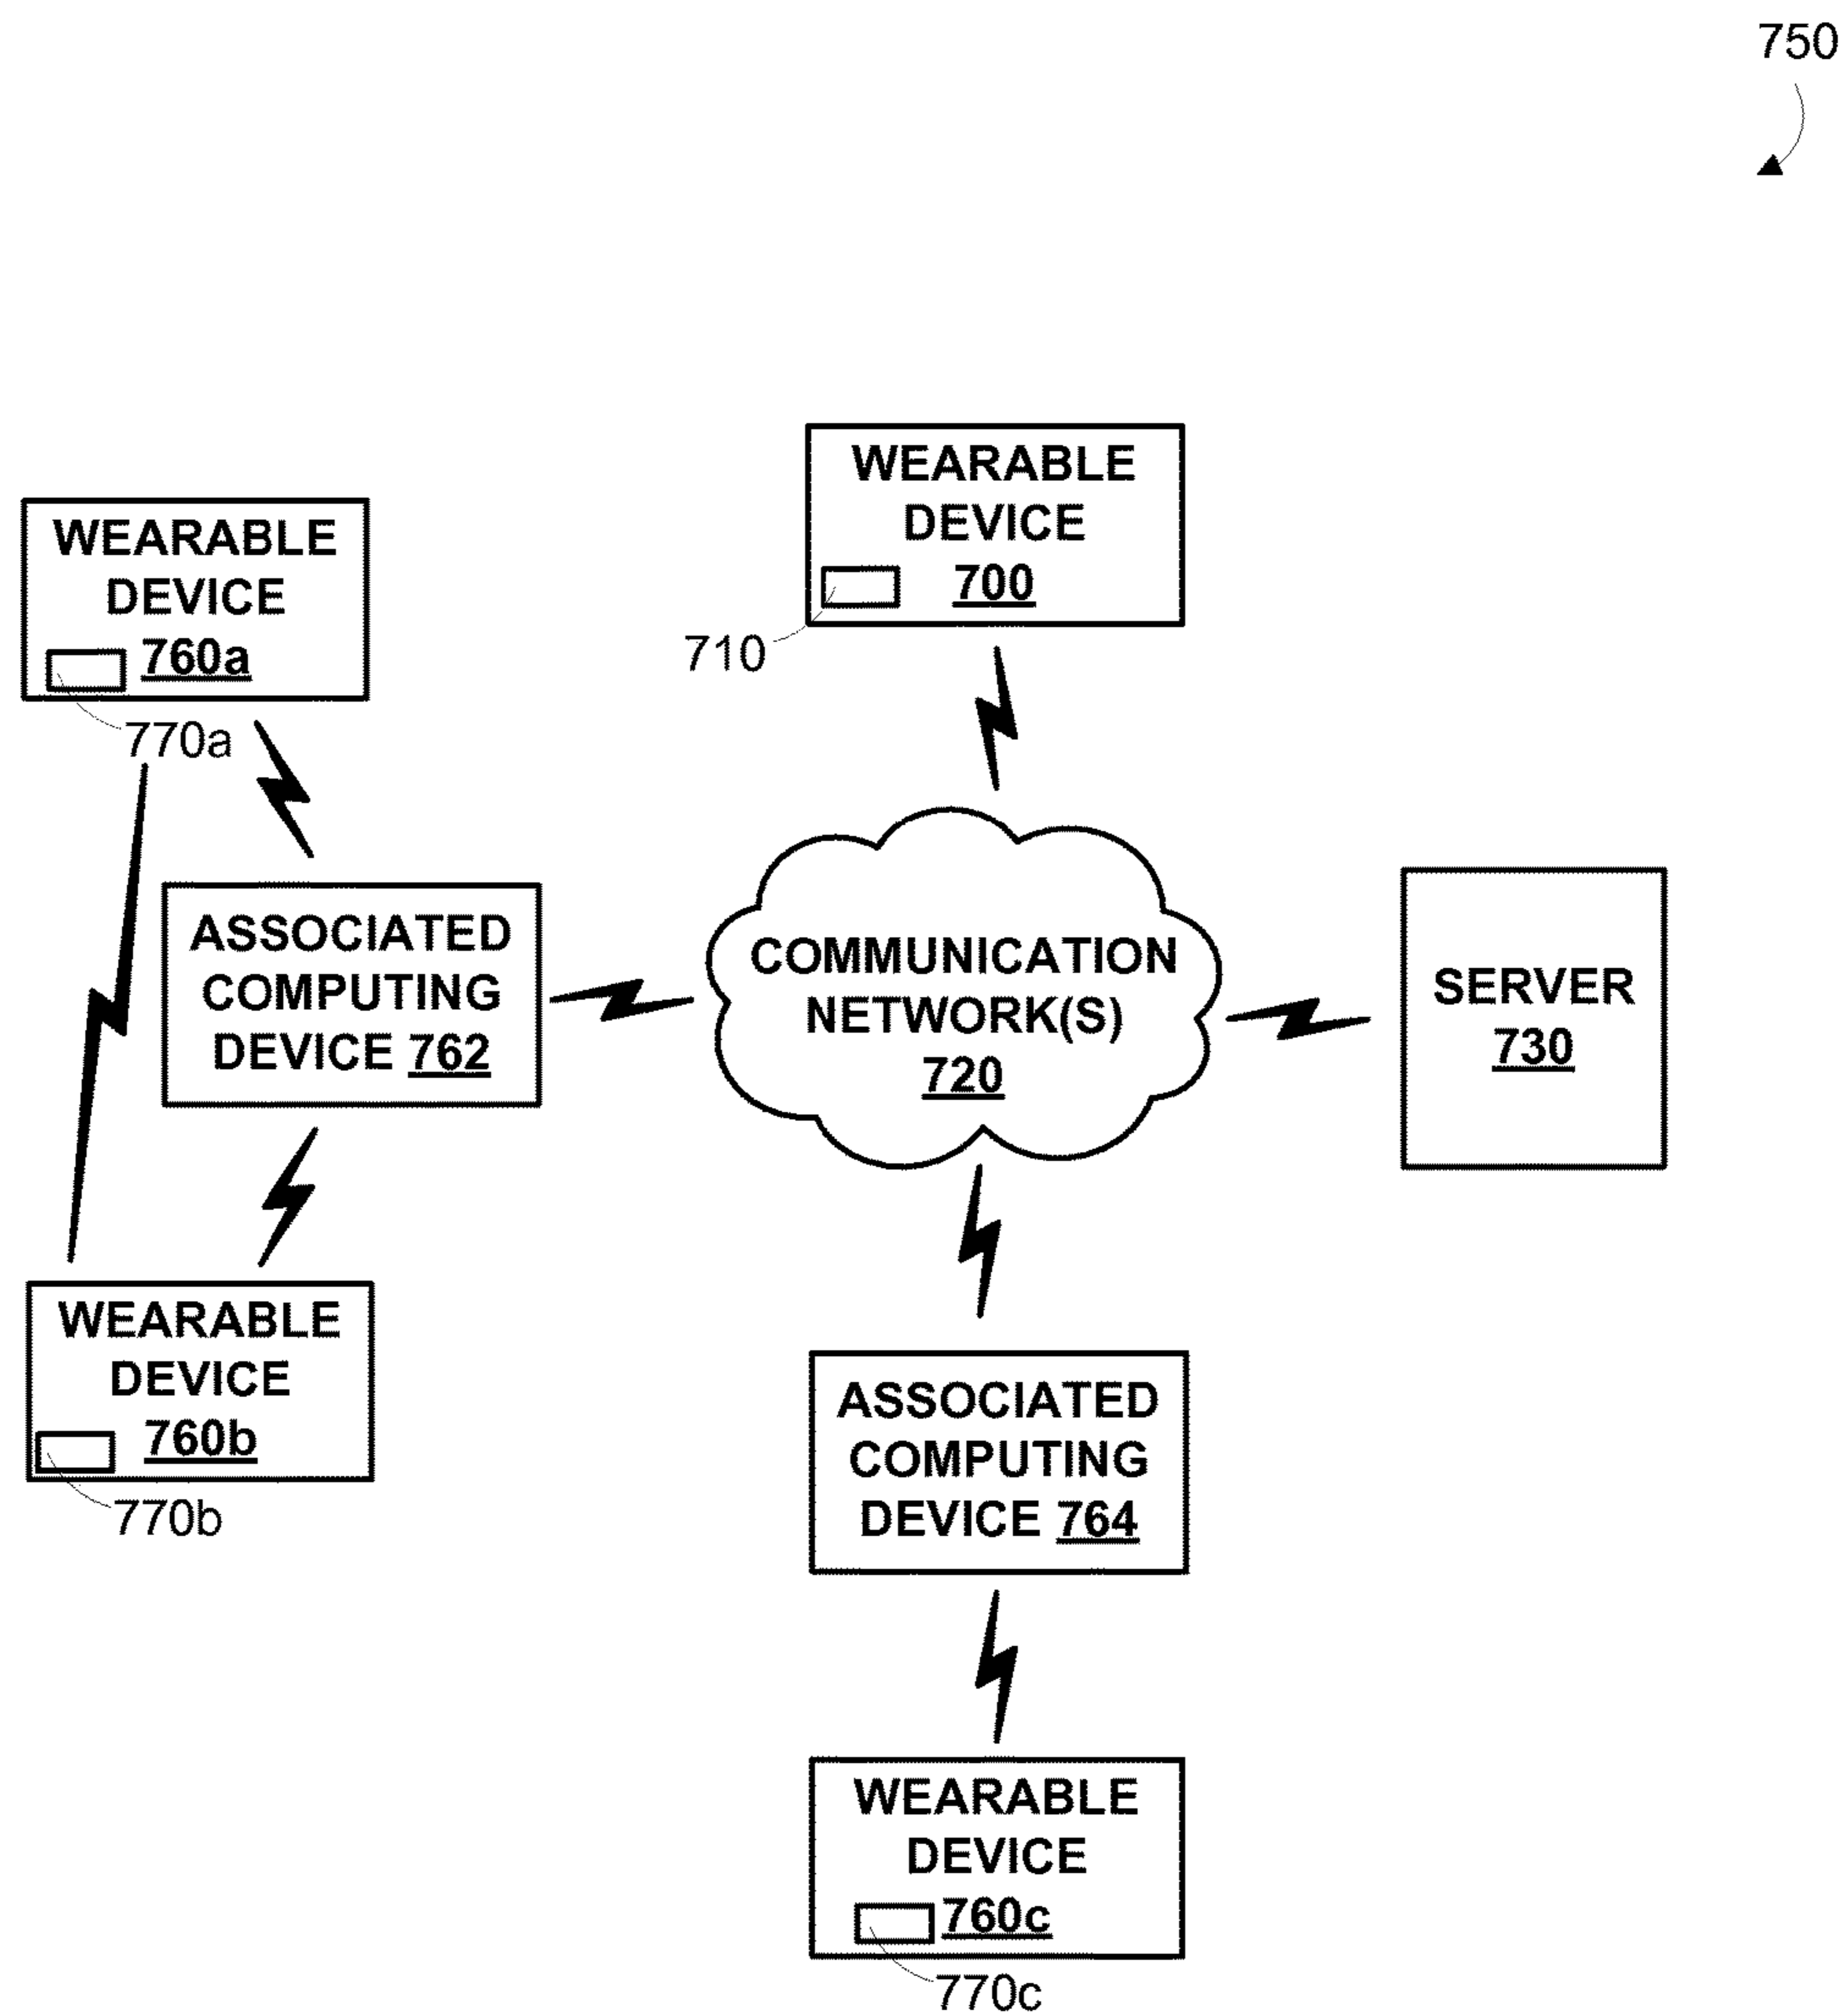 750
WEARABLE
DEVICE
700
710
WEARABLE
DEVICE
760a
770a
ASSOCIATED
COMPUTING
DEVICE 762
COMMUNICATION
NETWORK(S)
720
SERVER
730
WEARABLE
DEVICE
760b
770b
ASSOCIATED
COMPUTING
DEVICE 764
WEARABLE
DEVICE
760c
770c